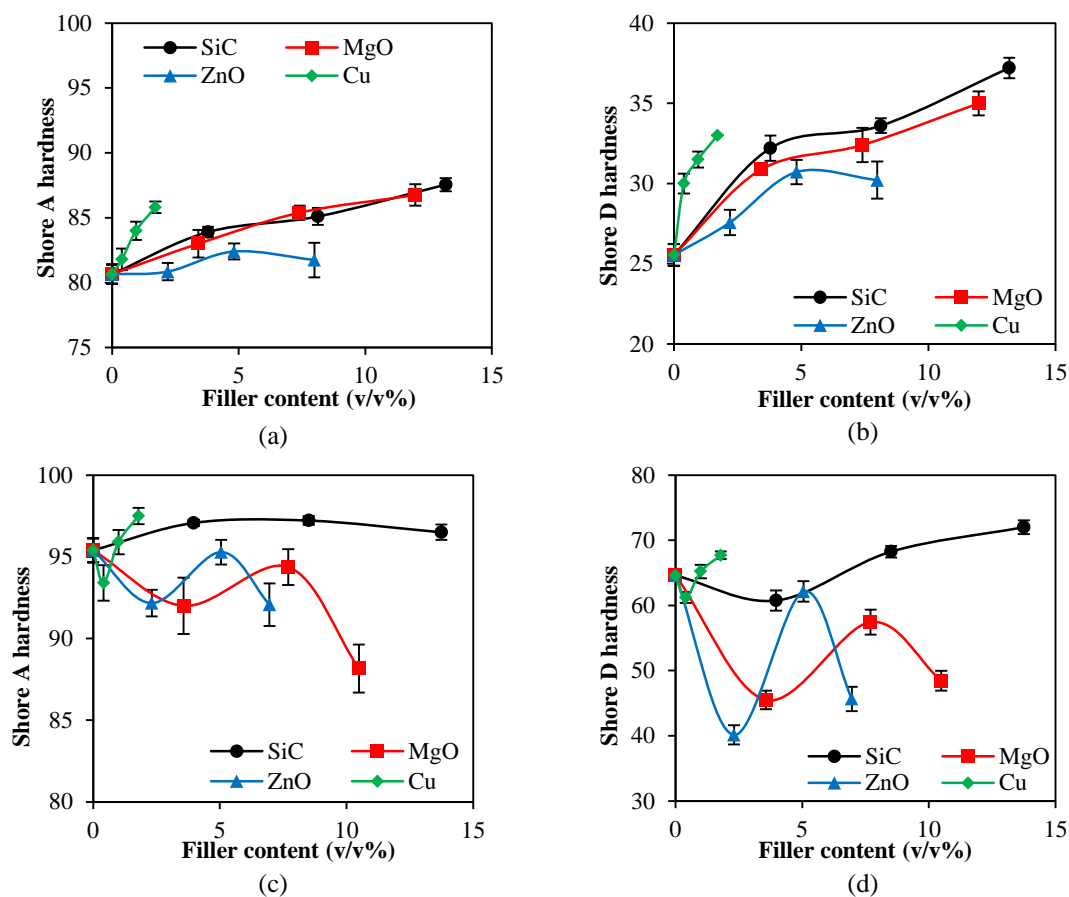 100
95
90
85
80
75
Shore A hardness
SiC MgO
ZnO Cu
0 5 10 15
Filler content (v/v%)
(a)
40
35
30
25
20
Shore D hardness
SiC MgO
ZnO Cu
0 5 10 15
Filler content (v/v%)
(b)
100
95
90
85
80
Shore A hardness
SiC MgO
ZnO Cu
0 5 10 15
Filler content (v/v%)
(c)
80
70
60
50
40
30
Shore D hardness
SiC MgO
ZnO Cu
0 5 10 15
Filler content (v/v%)
(d)